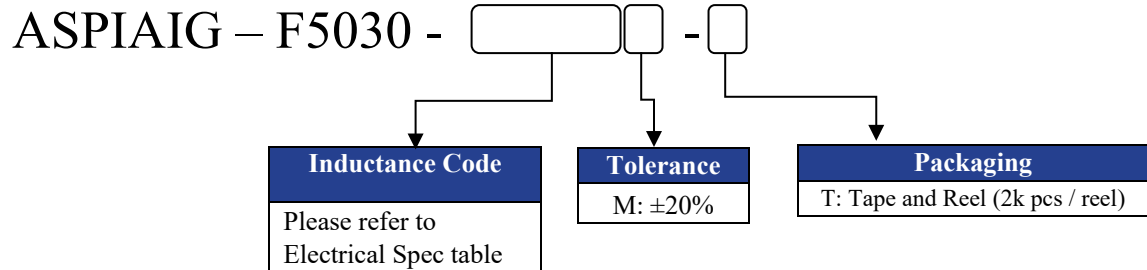 ASPIAIG – F5030 - -
Inductance Code
Please refer to
Electrical Spec table
Tolerance
M: ±20%
Packaging
T: Tape and Reel (2k pcs / reel)